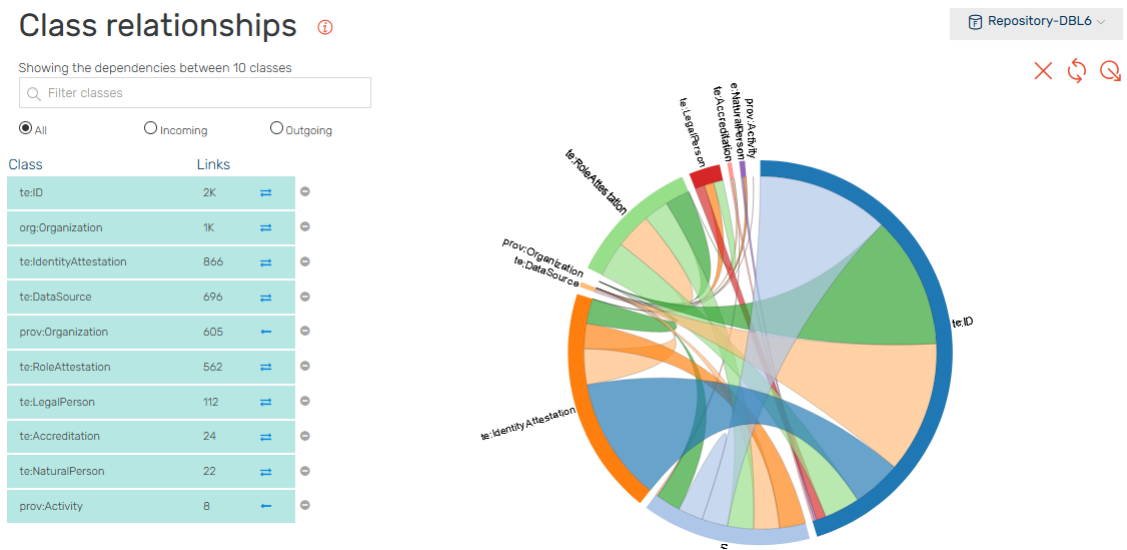 Class relationships
Repository-DBL6
Showing the dependencies between 10 classes
Filter classes
All
Incoming
Outgoing
Class Links
te:ID 2K
org:Organization 1K
te:IdentityAttestation 866
te:DataSource 696
prov:Organization 605
te:RoleAttestation 562
te:LegalPerson 112
te:Accreditation 24
te:NaturalPerson 22
prov:Activity 8
prov:Activity
e:NaturalPerson
te:Accreditation
te:LegalPerson
te:RoleAttestation
prov:Organization
te:DataSource
te:IdentityAttestation
te:ID